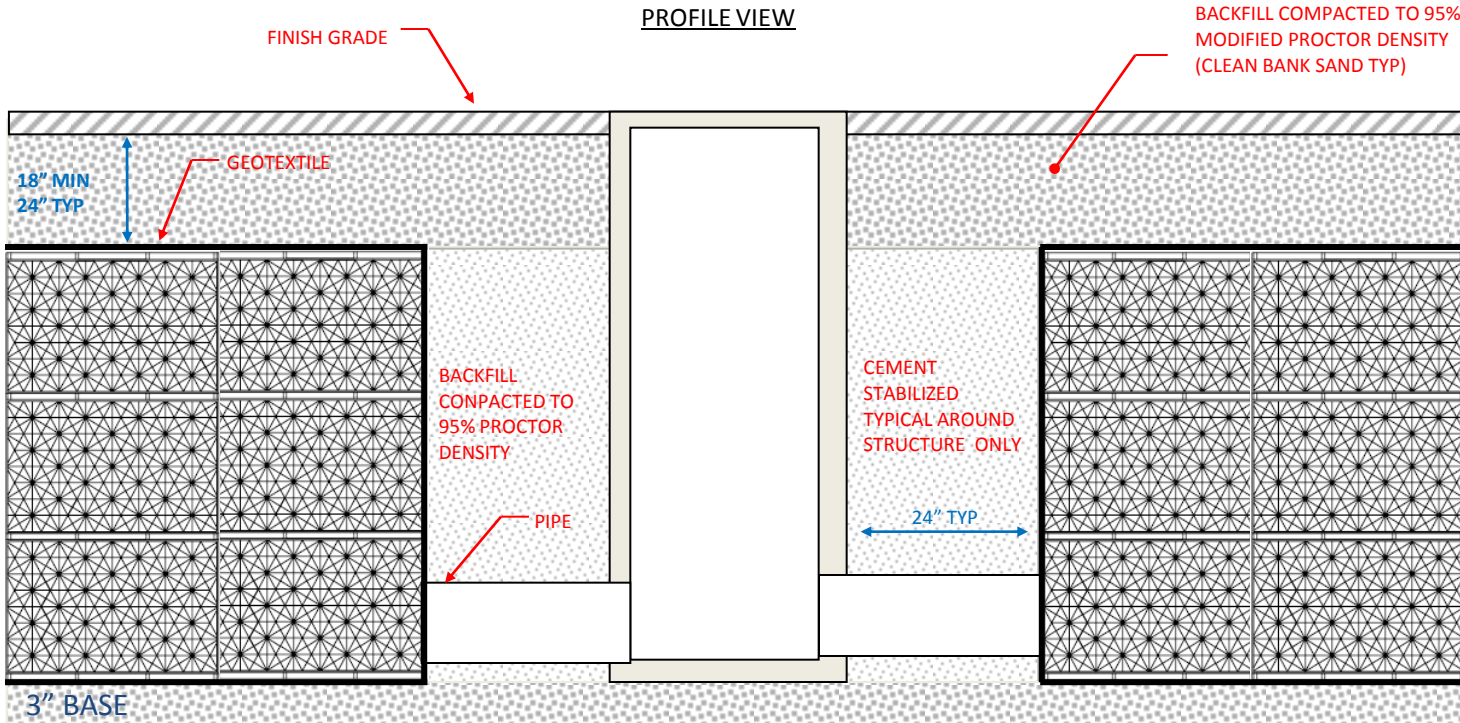 PROFILE VIEW
FINISH GRADE
BACKFILL COMPACTED TO 95%
MODIFIED PROCTOR DENSITY
(CLEAN BANK SAND TYP)
GEOTEXTILE
18” MIN
24” TYP
BACKFILL
CONPACTED TO
95% PROCTOR
DENSITY
CEMENT
STABILIZED
TYPICAL AROUND
STRUCTURE ONLY
PIPE
24” TYP
3” BASE